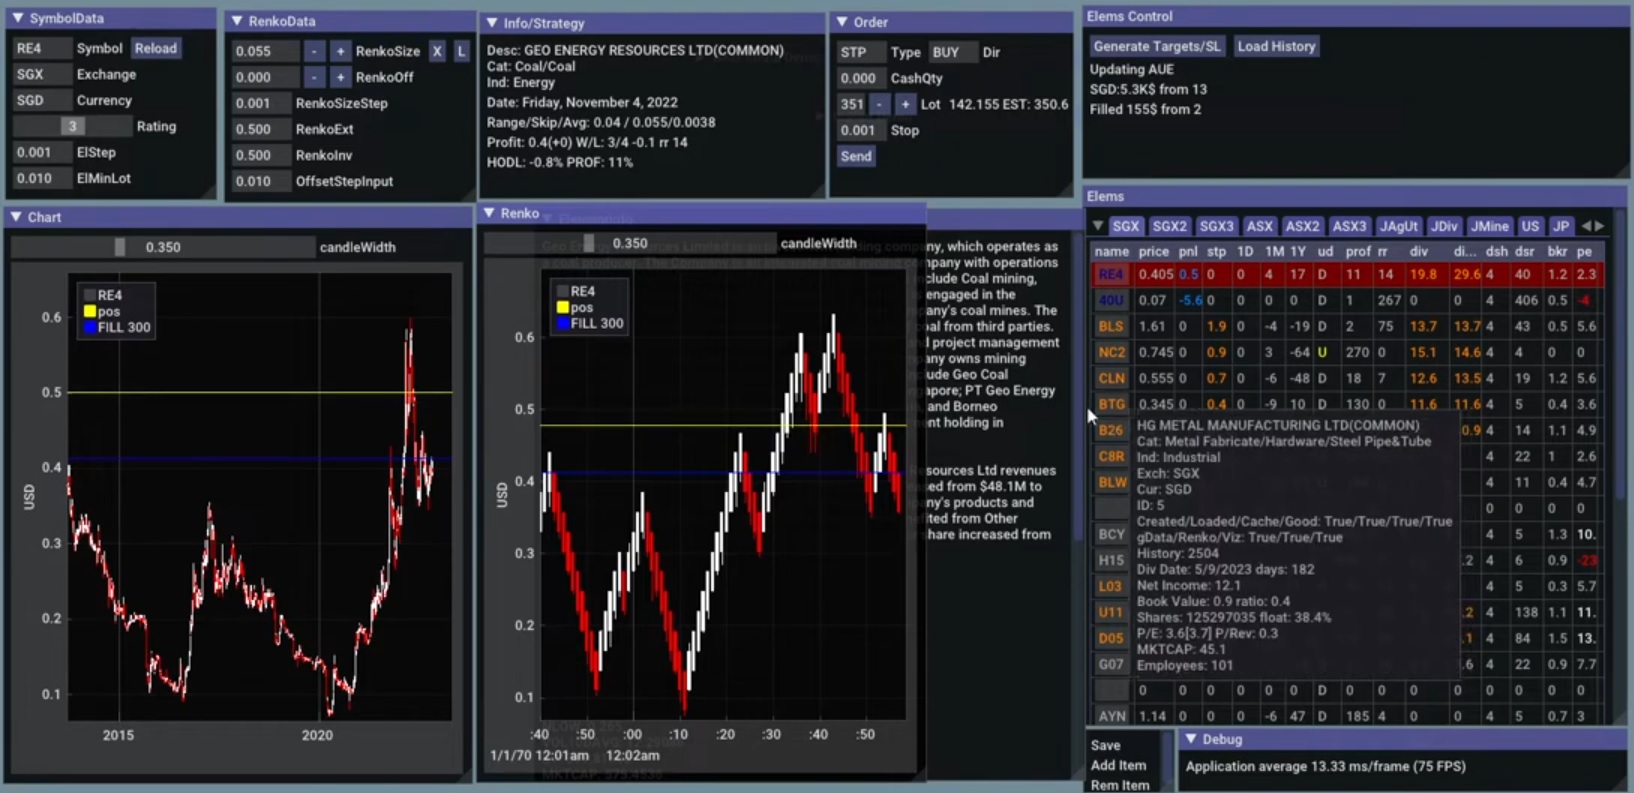 SymbolData
RE4 Symbol Reload
SGX Exchange
SGD Currency
3 Rating
0.001 ElStep
0.010 ElMinLot
RenkoData
0.055 - + RenkoSize X L
0.000 - + RenkoOff
0.001 RenkoSizeStep
0.500 RenkoExt
0.500 RenkoInv
0.010 OffsetStepInput
Info/Strategy
Desc: GEO ENERGY RESOURCES LTD(COMMON)
Cat: Coal/Coal
Ind: Energy
Date: Friday, November 4, 2022
Range/Skip/Avg: 0.04 / 0.055/0.0038
Profit: 0.4(+0) W/L: 3/4 -0.1 rr 14
HODL: -0.8% PROF: 11%
Order
STP Type BUY Dir
0.000 CashQty
351 - + Lot 142.155 EST: 350.6
0.001 Stop
Send
Elems Control
Generate Targets/SL Load History
Updating AUE
SGD:5.3K$ from 13
Filled 155$ from 2
Chart
0.350 candleWidth
RE4
pos
FILL 300
0.6
0.5
0.4
0.3
0.2
0.1
USD
2015 2020
Renko
0.350 candleWidth
RE4
pos
FILL 300
0.6
0.5
0.4
0.3
0.2
0.1
USD
:40 :50 :00 :10 :20 :30 :40 :50
1/1/70 12:01am 12:02am
ny, which operates as
mpany with operations
nclude Coal mining,
engaged in the
any's coal mines. The
oal from third parties.
d project management
any owns mining
ude Geo Coal
apore; PT Geo Energy
, and Borneo
ent holding in
esources Ltd revenues
ed from $48.1M to
any's products and
efited from Other
share increased from
Elems
SGX SGX2 SGX3 ASX ASX2 ASX3 JAgUt JDiv JMine US JP
name price pnl stp 1D 1M 1Y ud prof rr div di... dsh dsr bkr pe
RE4 0.405 0.5 0 0 4 17 D 11 14 19.8 29.6 4 40 1.2 2.3
40U 0.07 -5.6 0 0 0 0 D 1 267 0 0 4 406 0.5 -4
BLS 1.61 0 1.9 0 -4 -19 D 2 75 13.7 13.7 4 43 0.5 5.6
NC2 0.745 0 0.9 0 3 -64 U 270 0 15.1 14.6 4 4 0 0
CLN 0.555 0 0.7 0 -6 -48 D 18 7 12.6 13.5 4 19 1.2 5.6
BTG 0.345 0 0.4 0 -9 10 D 130 0 11.6 11.6 4 5 0.4 3.6
B26 0.9 4 14 1.1 4.9
C8R 4 22 1 2.6
BLW 4 11 0.4 4.7
0 0 0 0
BCY 4 5 1.3 10.
H15 .2 4 6 0.9 -23
L03 4 5 0.3 5.7
U11 .2 4 138 1.1 11.
D05 .1 4 84 1.5 13.
G07 .6 4 22 0.9 7.7
0 0 0 0 0 D 0 0 0 0 0 0 0 0
AYN 1.14 0 0 0 -6 47 D 185 4 0 0 4 5 0.7 3
HG METAL MANUFACTURING LTD(COMMON)
Cat: Metal Fabricate/Hardware/Steel Pipe&Tube
Ind: Industrial
Exch: SGX
Cur: SGD
ID: 5
Created/Loaded/Cache/Good: True/True/True/True
gData/Renko/Viz: True/True/True
History: 2504
Div Date: 5/9/2023 days: 182
Net Income: 12.1
Book Value: 0.9 ratio: 0.4
Shares: 125297035 float: 38.4%
P/E: 3.6[3.7] P/Rev: 0.3
MKTCAP: 45.1
Employees: 101
Save
Add Item
Rem Item
Debug
Application average 13.33 ms/frame (75 FPS)